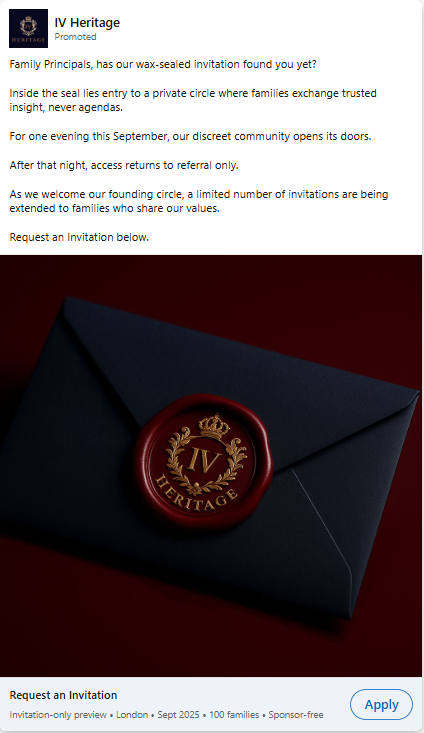 HERITAGE
IV Heritage
Promoted
Family Principals, has our wax-sealed invitation found you yet?
Inside the seal lies entry to a private circle where families exchange trusted
insight, never agendas.
For one evening this September, our discreet community opens its doors.
After that night, access returns to referral only.
As we welcome our founding circle, a limited number of invitations are being
extended to families who share our values.
Request an Invitation below.
IV
HERITAGE
Request an Invitation
Invitation-only preview • London • Sept 2025 • 100 families • Sponsor-free
Apply